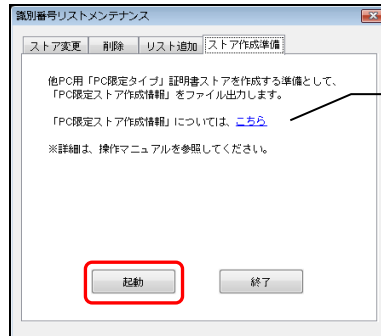 識別番号リストメンテナンス
ストア変更 削除 リスト追加 ストア作成準備
他PC用「PC限定タイプ」証明書ストアを作成する準備として、
「PC限定ストア作成情報」をファイル出力します。
「PC限定ストア作成情報」については、こちら
※詳細は、操作マニュアルを参照してください。
起動 終了